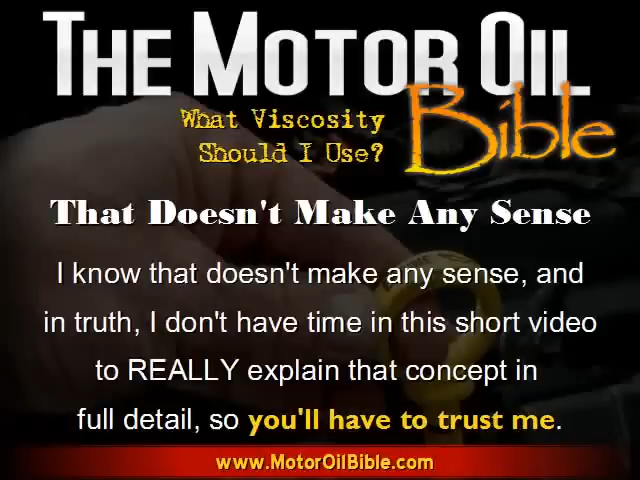 THE MOTOR OIL
Bible
What Viscosity
Should I Use?
That Doesn't Make Any Sense
I know that doesn't make any sense, and
in truth, I don't have time in this short video
to REALLY explain that concept in
full detail, so you'll have to trust me.
www.MotorOilBible.com